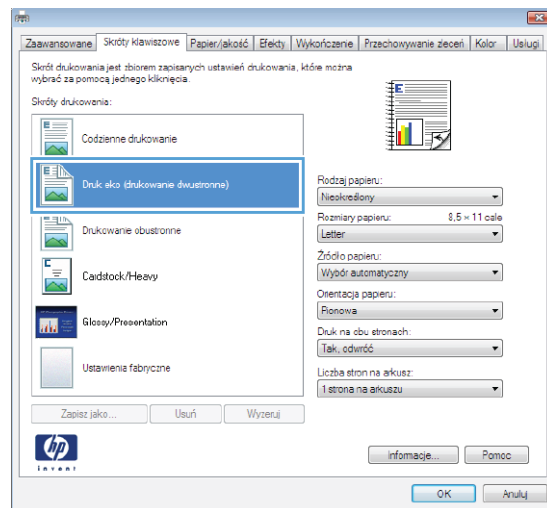 Zaawansowane Skróty klawiszowe Papier/jakość Efekty Wykończenie Przechowywanie zleceń Kolor Usługi
Skrót drukowania jest zbiorem zapisanych ustawień drukowania, które można
wybrać za pomocą jednego kliknięcia.
Skróty drukowania:
Codzienne drukowanie
Druk eko (drukowanie dwustronne)
Drukowanie obustronne
Cardstock/Heavy
Glossy/Presentation
Ustawienia fabryczne
Zapisz jako... Usuń Wyzeruj
Rodzaj papieru:
Nieokreślony
Rozmiary papieru: 8,5 × 11 cale
Letter
Źródło papieru:
Wybór automatyczny
Orientacja papieru:
Pionowa
Druk na obu stronach:
Tak, odwróć
Liczba stron na arkusz:
1 strona na arkuszu
hp
invent
Informacje... Pomoc
OK Anuluj